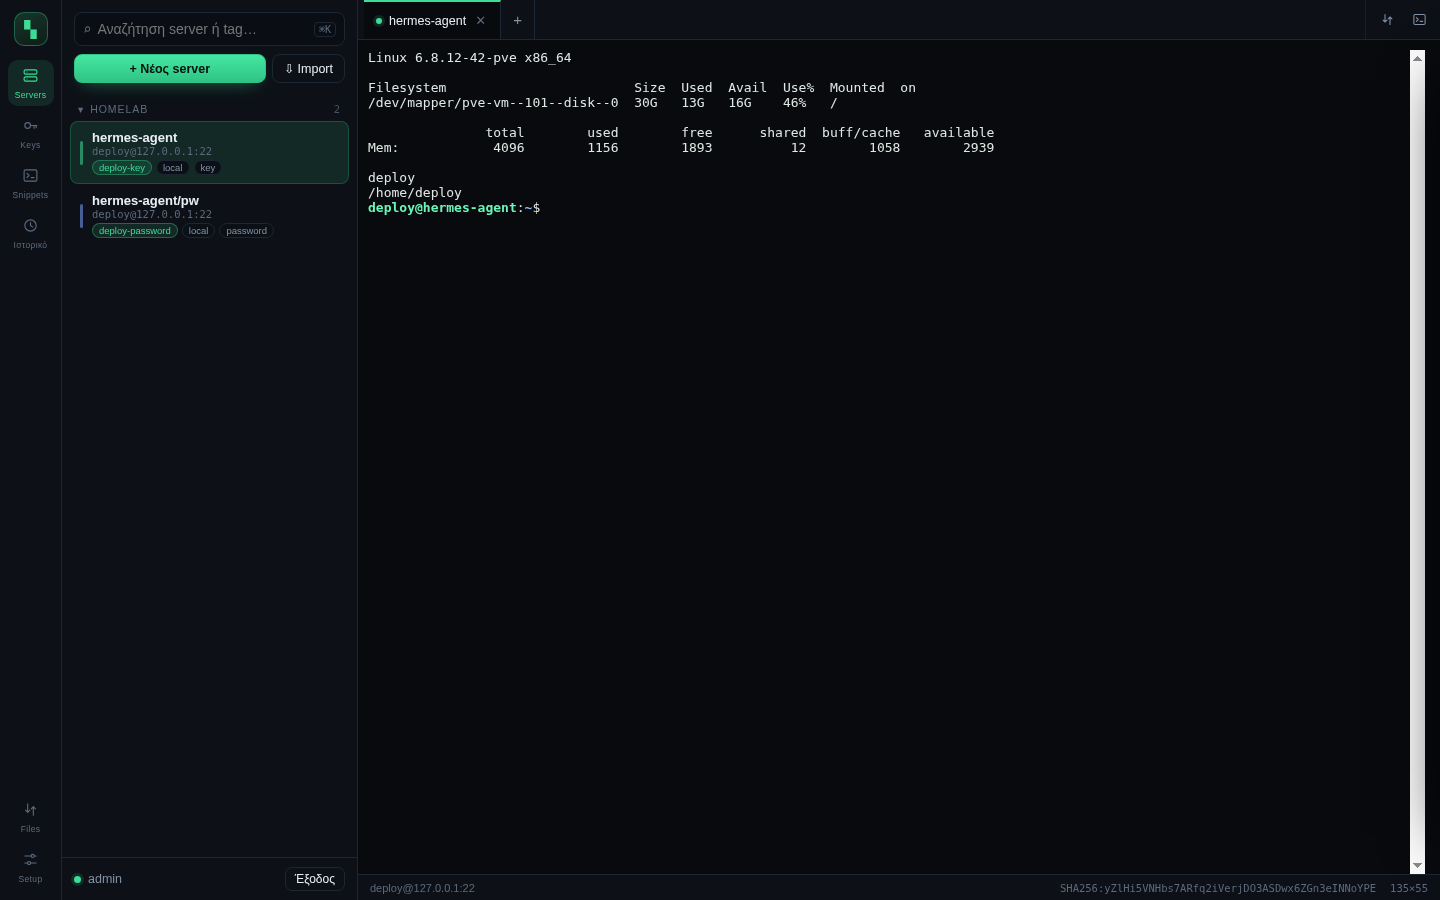 Servers
Keys
Snippets
Ιστορικό
Files
Setup
Αναζήτηση server ή tag…
⌘K
+ Νέος server
⇩ Import
▾ HOMELAB 2
hermes-agent
deploy@127.0.0.1:22
deploy-key local key
hermes-agent/pw
deploy@127.0.0.1:22
deploy-password local password
admin
Έξοδος
hermes-agent ✕ +
Linux 6.8.12-42-pve x86_64
Filesystem Size Used Avail Use% Mounted on
/dev/mapper/pve-vm--101--disk--0 30G 13G 16G 46% /
total used free shared buff/cache available
Mem: 4096 1156 1893 12 1058 2939
deploy
/home/deploy
deploy@hermes-agent:~$
deploy@127.0.0.1:22
SHA256:yZlHi5VNHbs7ARfq2iVerjDO3ASDwx6ZGn3eINNoYPE 135×55